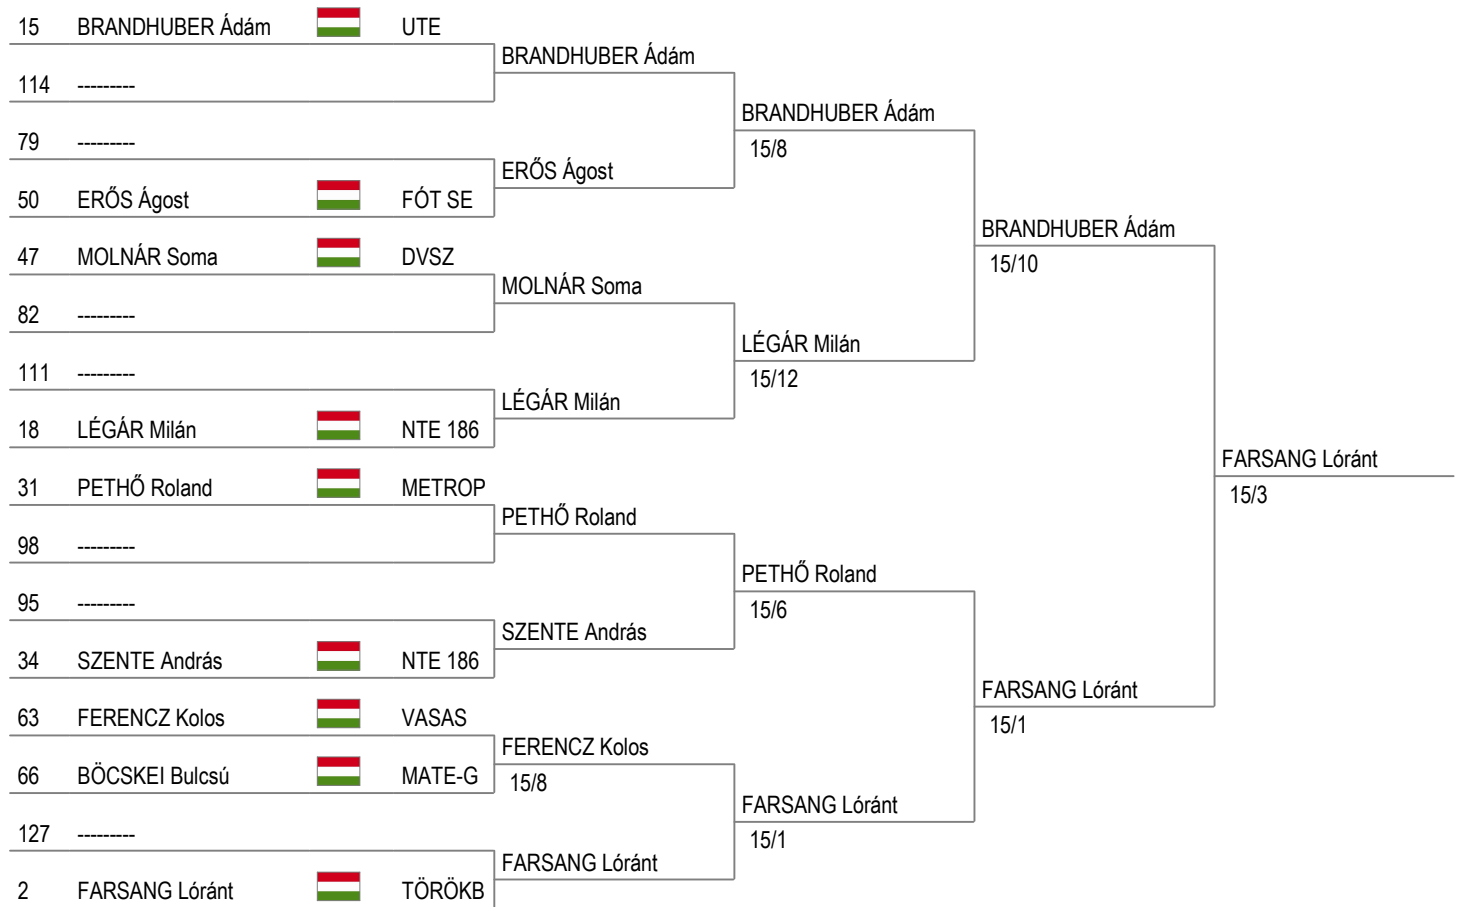 15 BRANDHUBER Ádám UTE
BRANDHUBER Ádám
114 ---------
BRANDHUBER Ádám
79 ---------
15/8
ERŐS Ágost
50 ERŐS Ágost FÓT SE
BRANDHUBER Ádám
47 MOLNÁR Soma DVSZ
15/10
MOLNÁR Soma
82 ---------
LÉGÁR Milán
111 ---------
15/12
LÉGÁR Milán
18 LÉGÁR Milán NTE 186
FARSANG Lóránt
31 PETHŐ Roland METROP
15/3
PETHŐ Roland
98 ---------
PETHŐ Roland
95 ---------
15/6
SZENTE András
34 SZENTE András NTE 186
FARSANG Lóránt
63 FERENCZ Kolos VASAS
15/1
FERENCZ Kolos
66 BÖCSKEI Bulcsú MATE-G
15/8
FARSANG Lóránt
127 ---------
15/1
FARSANG Lóránt
2 FARSANG Lóránt TÖRÖKB